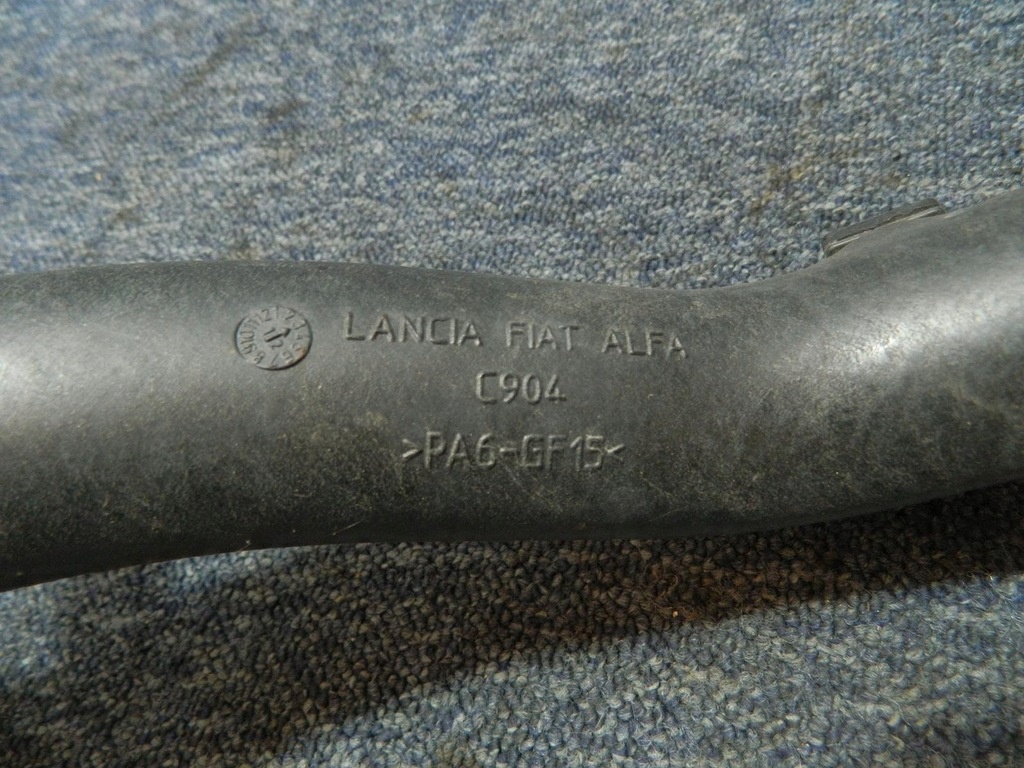 LANCIA FIAT ALFA
C904
>PA6-GF15<